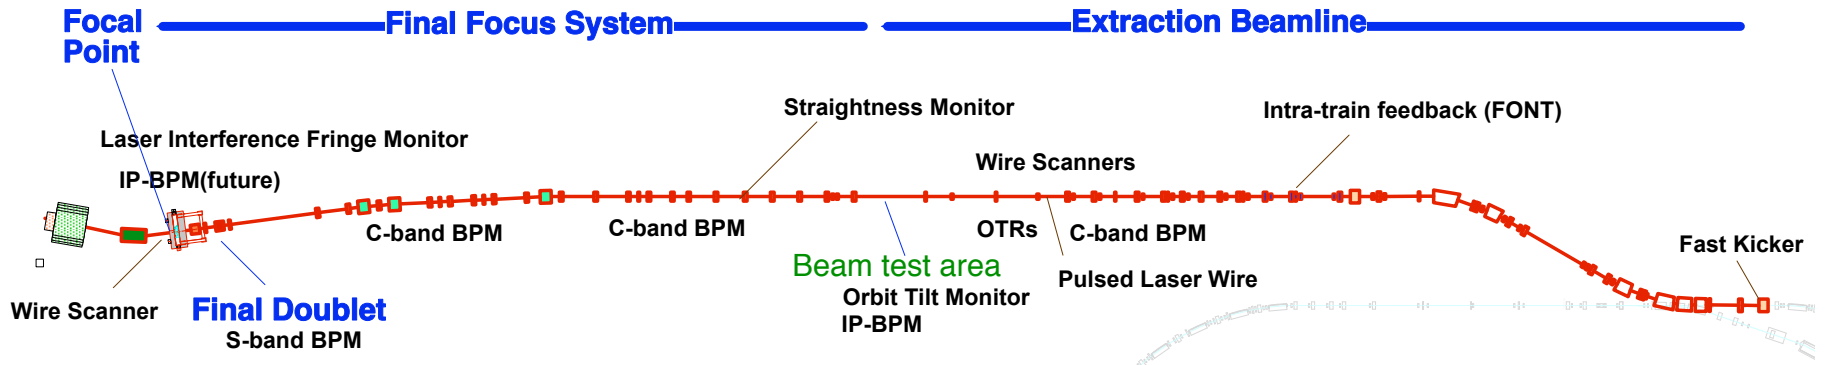 Focal
Point
Final Focus System
Extraction Beamline
Straightness Monitor
Intra-train feedback (FONT)
Laser Interference Fringe Monitor
Wire Scanners
IP-BPM(future)
C-band BPM
C-band BPM
OTRs
C-band BPM
Fast Kicker
Beam test area
Pulsed Laser Wire
Wire Scanner
Final Doublet
Orbit Tilt Monitor
S-band BPM
IP-BPM